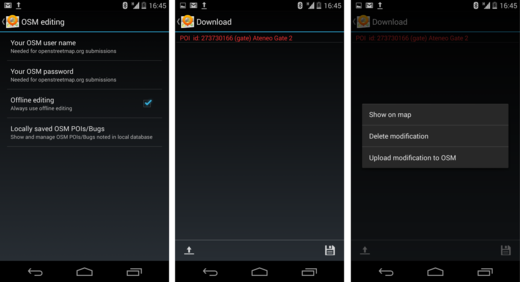 16:45
OSM editing
Your OSM user name
Needed for openstreetmap.org submissions
Your OSM password
Needed for openstreetmap.org submissions
Offline editing
Always use offline editing
Locally saved OSM POIs/Bugs
Show and manage OSM POIs/Bugs noted in local database
16:45
Download
POI id: 273730166 (gate) Ateneo Gate 2
16:45
Download
POI id: 273730166 (gate) Ateneo Gate 2
Show on map
Delete modification
Upload modification to OSM